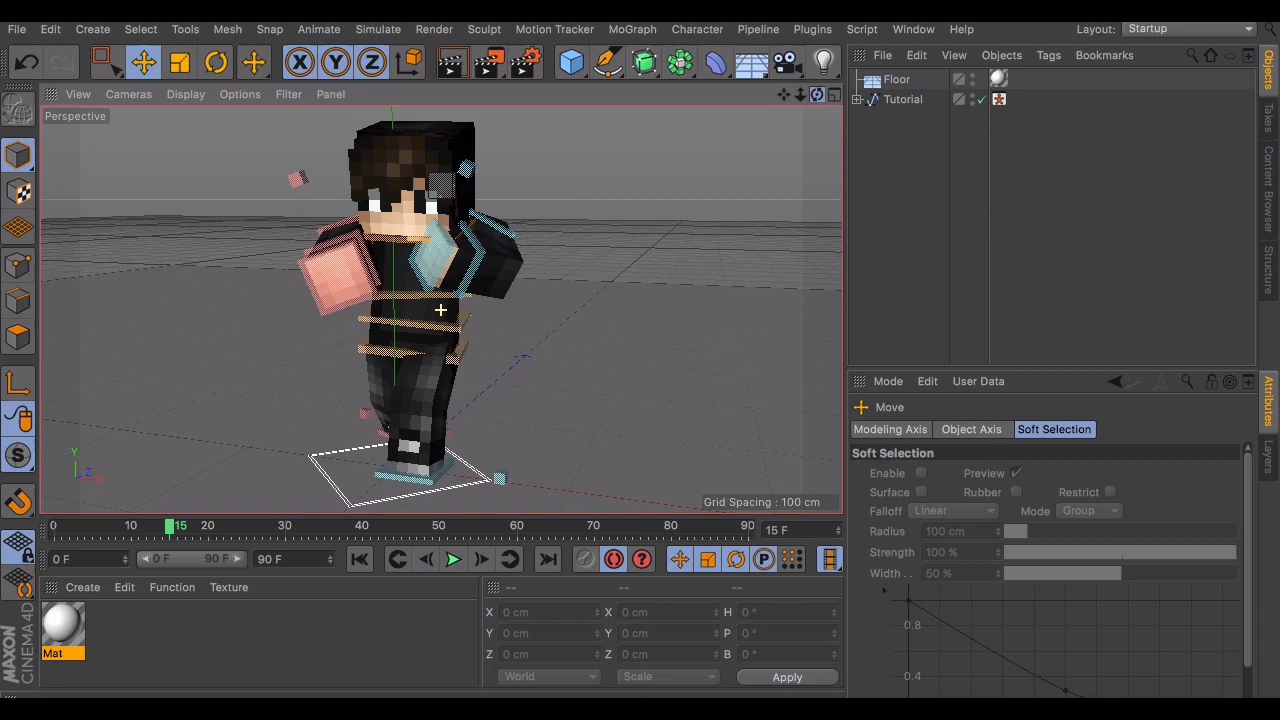 File Edit Create Select Tools Mesh Snap Animate Simulate Render Sculpt Motion Tracker MoGraph Character Pipeline Plugins Script Window Help Layout: Startup
X Y Z
File Edit View Objects Tags Bookmarks
View Cameras Display Options Filter Panel
Perspective
Floor
Tutorial
Objects
Takes
Content Browser
Structure
Y
Z
X
Grid Spacing : 100 cm
Mode Edit User Data
Move
Modeling Axis Object Axis Soft Selection
Soft Selection
Enable Preview
Surface Rubber Restrict
Falloff Linear Mode Group
Radius 100 cm
Strength 100 %
Width . . 50 %
0.8
0.4
Attributes
Layers
0 10 15 20 30 40 50 60 70 80 90 15 F
0 F 0 F 90 F 90 F
P
S
Create Edit Function Texture
Mat
-- -- --
X 0 cm X 0 cm H 0 °
Y 0 cm Y 0 cm P 0 °
Z 0 cm Z 0 cm B 0 °
World Scale Apply
MAXON
CINEMA 4D